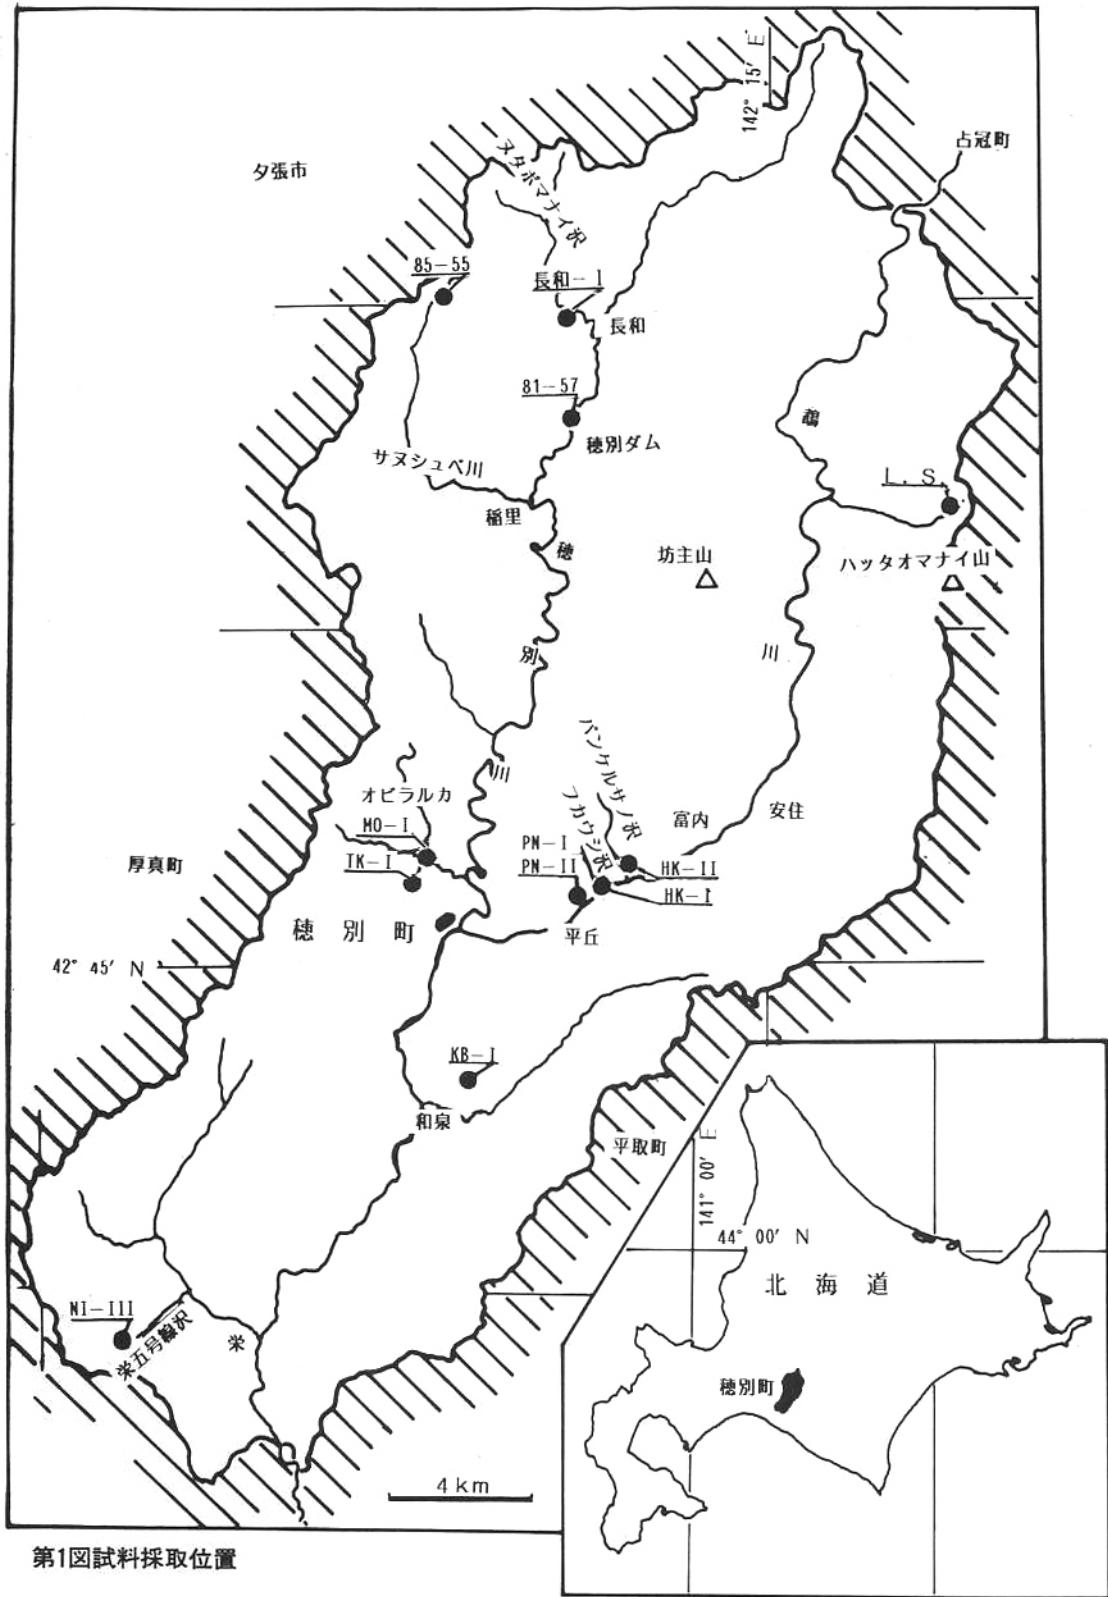 142° 15′ E
占冠町
夕張市
ヌタポマナイ沢
85-55
長和-I
長和
81-57
穂別ダム
鵡
サヌシュベ川
L. S.
稲里
穂
坊主山
ハッタオマナイ山
別
川
パンケルサノ沢
川
オビラルカ
フカウシ沢
富内
安住
MO-I
PN-I
厚真町
TK-I
PN-II
HK-II
HK-I
穂別町
平丘
42° 45′ N
KB-I
和泉
平取町
141° 00′ E
44° 00′ N
北海道
NI-III
栄五号線沢
栄
穂別町
4km
第1図試料採取位置